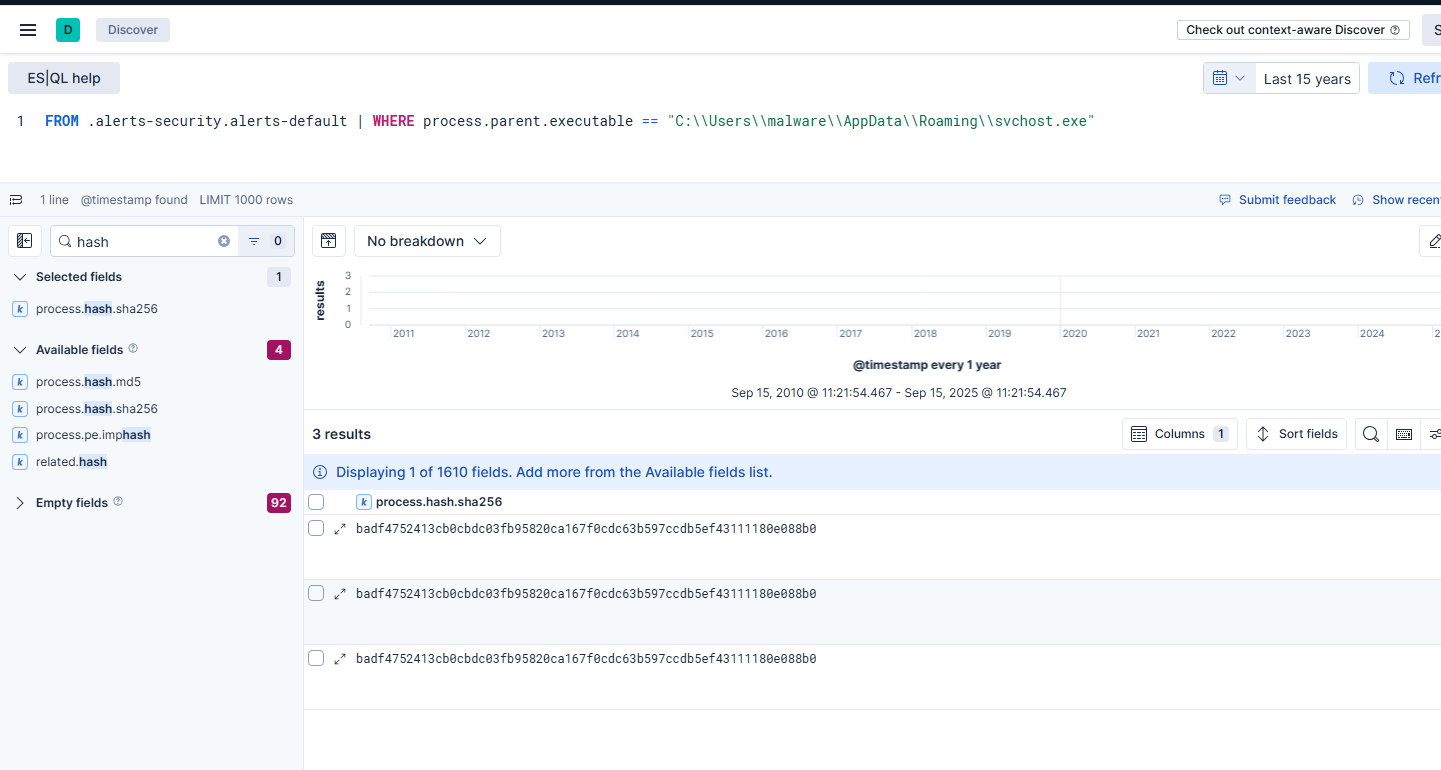 D Discover Check out context-aware Discover S
ES|QL help Last 15 years Refr
1 FROM .alerts-security.alerts-default | WHERE process.parent.executable == "C:\\Users\\malware\\AppData\\Roaming\\svchost.exe"
1 line @timestamp found LIMIT 1000 rows Submit feedback Show recen
hash 0
No breakdown
Selected fields 1
k process.hash.sha256
Available fields 4
k process.hash.md5
k process.hash.sha256
k process.pe.imphash
k related.hash
Empty fields 92
results
3
2
1
0
2011 2012 2013 2014 2015 2016 2017 2018 2019 2020 2021 2022 2023 2024 2
@timestamp every 1 year
Sep 15, 2010 @ 11:21:54.467 - Sep 15, 2025 @ 11:21:54.467
3 results Columns 1 Sort fields
Displaying 1 of 1610 fields. Add more from the Available fields list.
k process.hash.sha256
badf4752413cb0cbdc03fb95820ca167f0cdc63b597ccdb5ef43111180e088b0
badf4752413cb0cbdc03fb95820ca167f0cdc63b597ccdb5ef43111180e088b0
badf4752413cb0cbdc03fb95820ca167f0cdc63b597ccdb5ef43111180e088b0